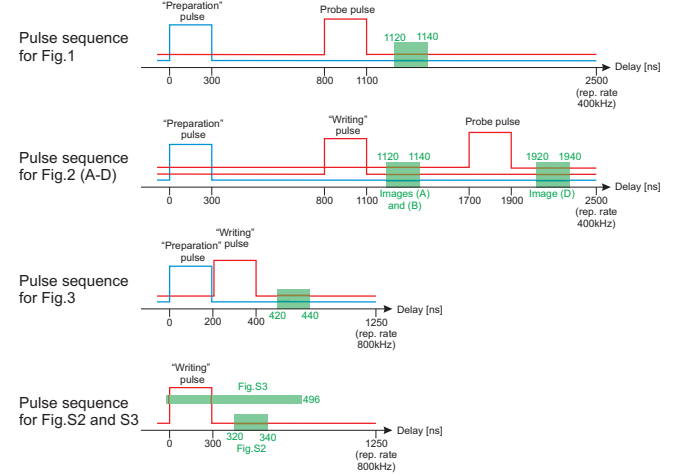 "Preparation"
pulse
Probe pulse
Pulse sequence
for Fig.1
1120 1140
Delay [ns]
0 300 800 1100 2500
(rep. rate
400kHz)
"Preparation"
pulse
"Writing"
pulse
Probe pulse
Pulse sequence
for Fig.2 (A-D)
1120 1140 1920 1940
Delay [ns]
Images (A)
and (B)
Image (D)
0 300 800 1100 1700 1900 2500
(rep. rate
400kHz)
"Writing"
pulse
"Preparation"
pulse
Pulse sequence
for Fig.3
Delay [ns]
420 440
0 200 400 1250
(rep. rate
800kHz)
"Writing"
pulse
Pulse sequence
for Fig.S2 and S3
Fig.S3
496
Delay [ns]
320 340
Fig.S2
0 300 1250
(rep. rate
800kHz)